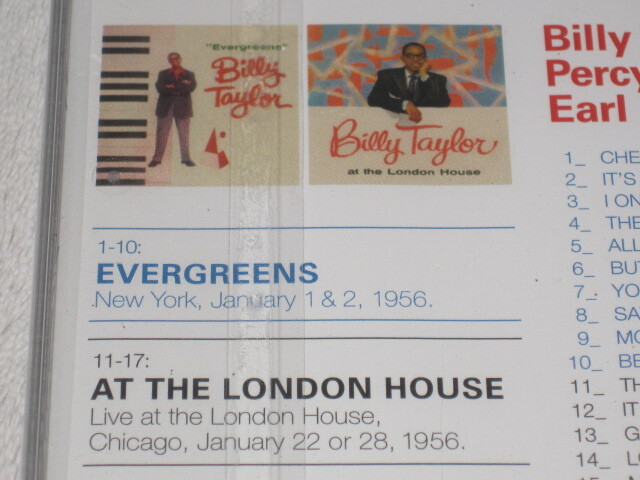 "Evergreens"
Billy
Taylor
Billy Taylor
at the London House
1-10:
EVERGREENS
New York, January 1 & 2, 1956.
11-17:
AT THE LONDON HOUSE
Live at the London House,
Chicago, January 22 or 28, 1956.
Billy
Percy
Earl
1_ CHE
2_ IT'S
3_ I ON
4_ THE
5_ ALL
6_ BUT
7_ YO
8_ SA
9_ MO
10_ BE
11_ TH
12_ IT
13_ G
14_ LO